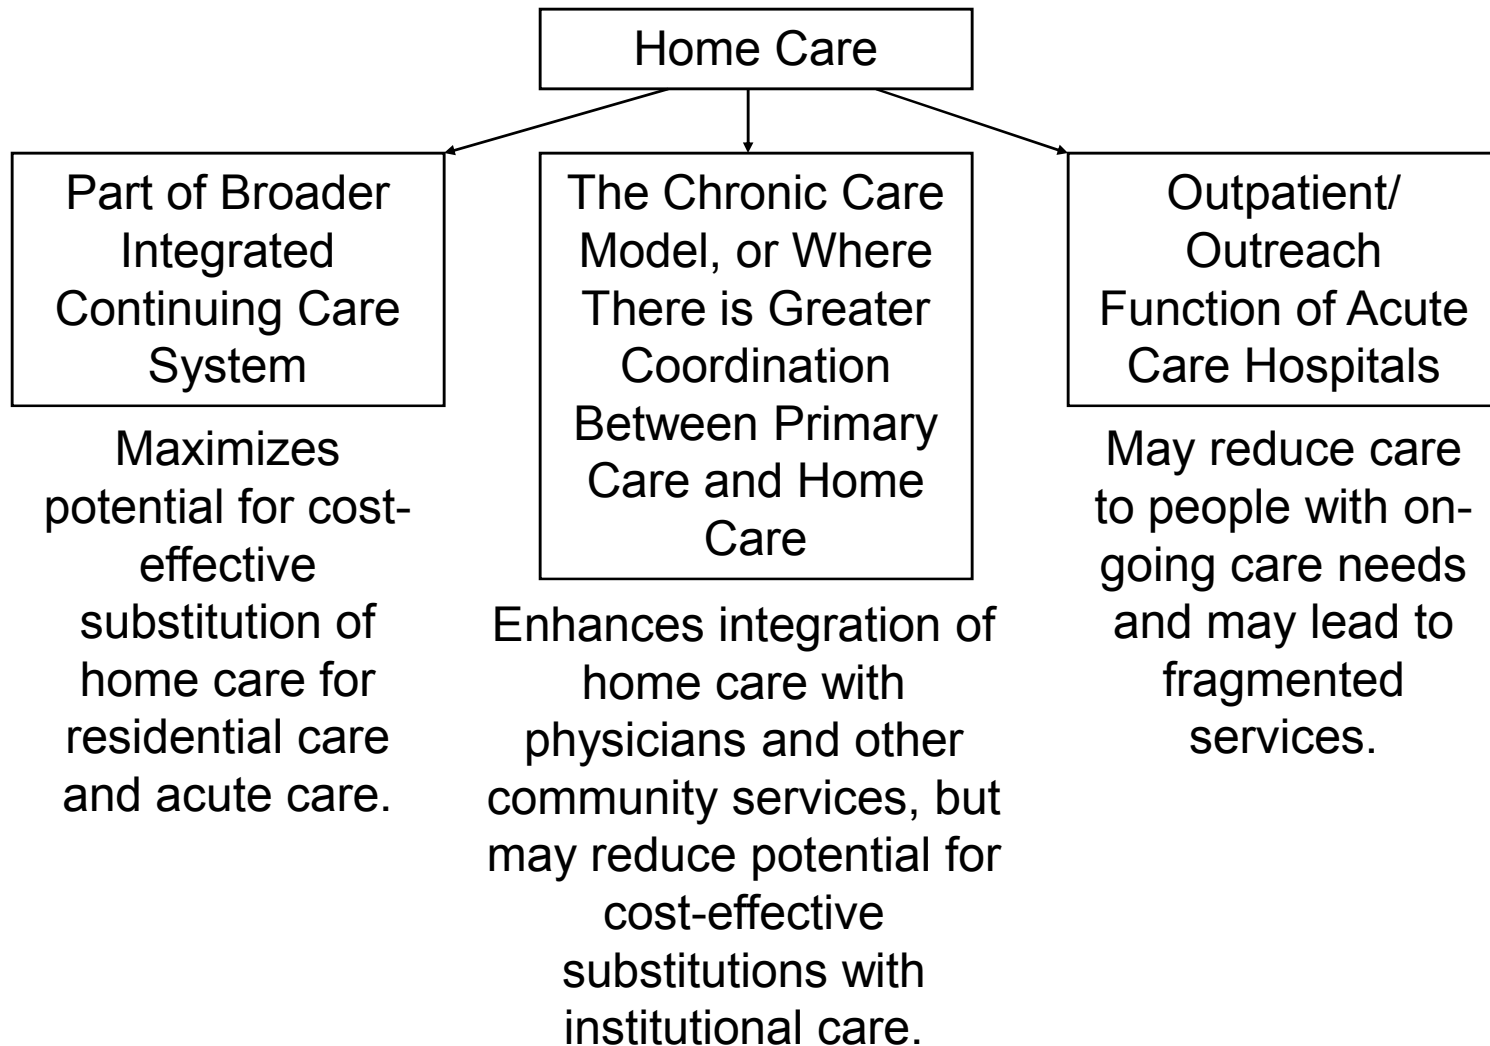 Home Care
Part of Broader
Integrated
Continuing Care
System
Maximizes
potential for cost-
effective
substitution of
home care for
residential care
and acute care.
The Chronic Care
Model, or Where
There is Greater
Coordination
Between Primary
Care and Home
Care
Enhances integration of
home care with
physicians and other
community services, but
may reduce potential for
cost-effective
substitutions with
institutional care.
Outpatient/
Outreach
Function of Acute
Care Hospitals
May reduce care
to people with on-
going care needs
and may lead to
fragmented
services.